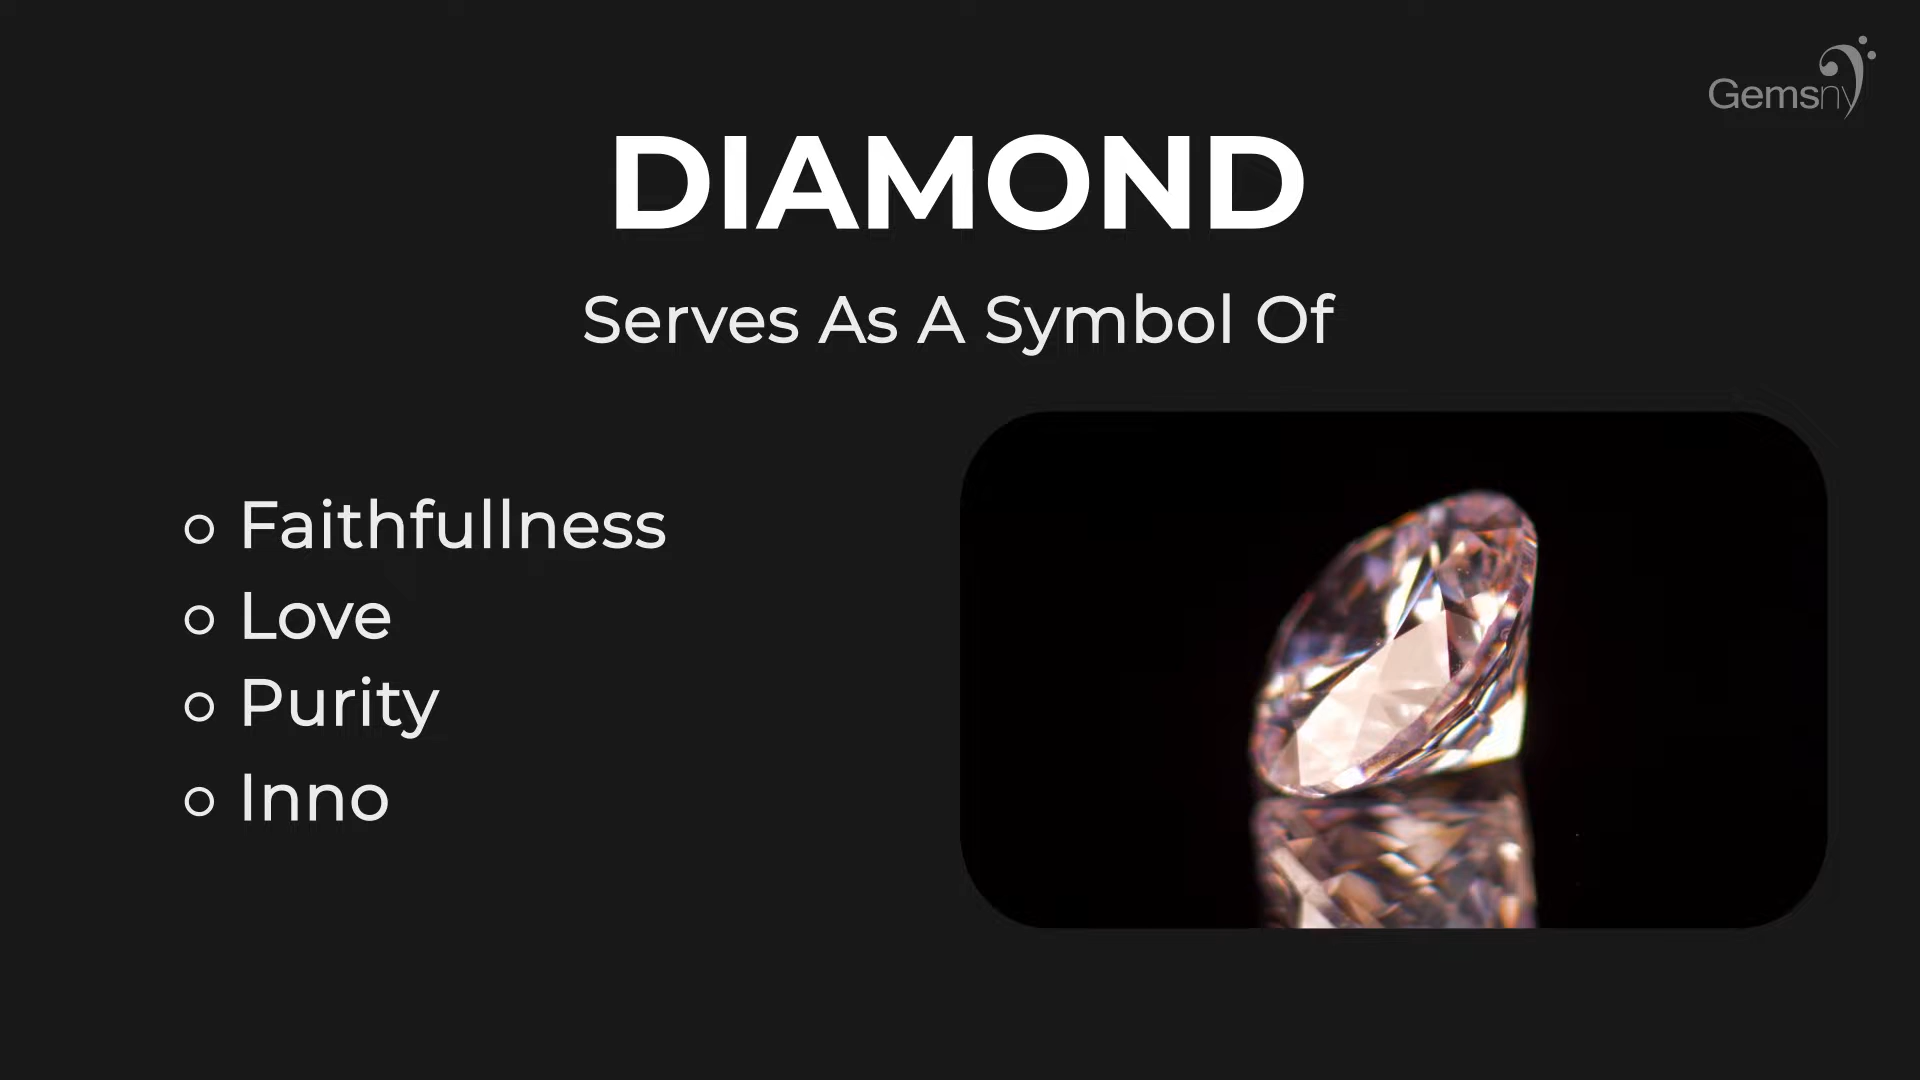 Gemsny
DIAMOND
Serves As A Symbol Of
Faithfullness
Love
Purity
Inno